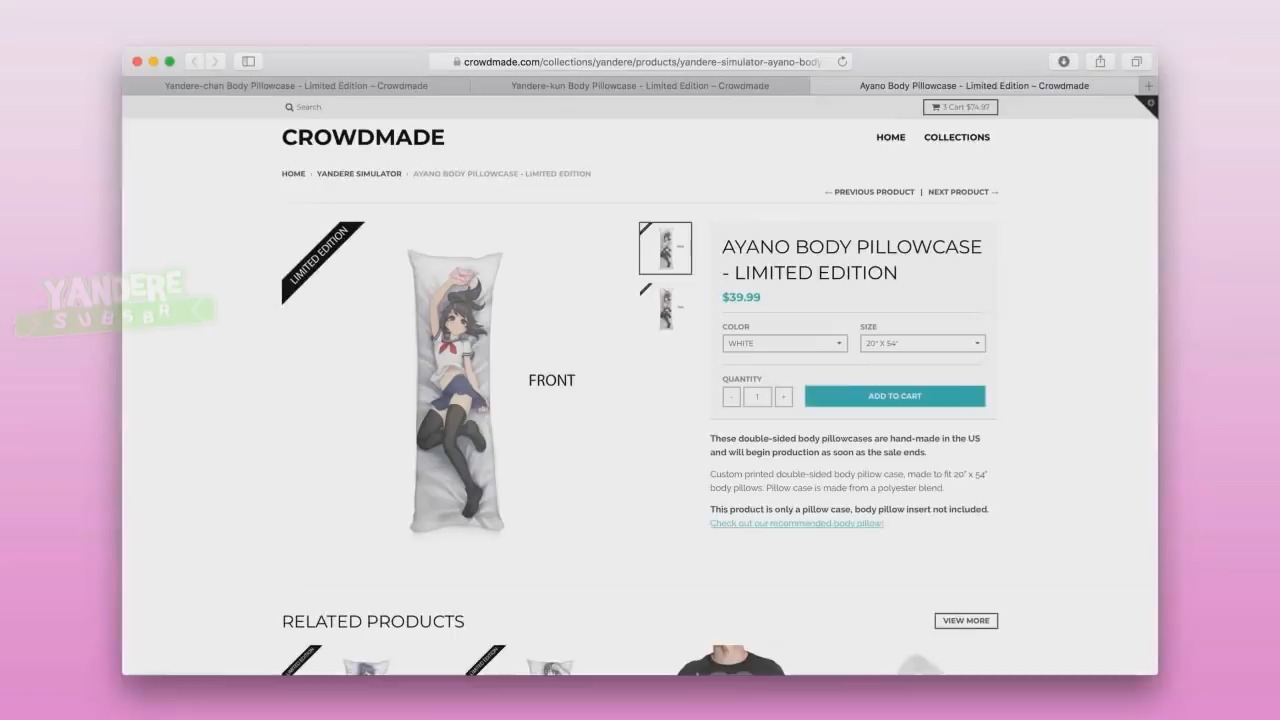 crowdmade.com/collections/yandere/products/yandere-simulator-ayano-body
Yandere-chan Body Pillowcase - Limited Edition – Crowdmade
Yandere-kun Body Pillowcase - Limited Edition – Crowdmade
Ayano Body Pillowcase - Limited Edition – Crowdmade
Search
3 Cart $74.97
CROWDMADE
HOME
COLLECTIONS
HOME › YANDERE SIMULATOR › AYANO BODY PILLOWCASE - LIMITED EDITION
← PREVIOUS PRODUCT | NEXT PRODUCT →
LIMITED EDITION
FRONT
AYANO BODY PILLOWCASE
- LIMITED EDITION
$39.99
COLOR
SIZE
WHITE
20" X 54"
QUANTITY
- 1 +
ADD TO CART
These double-sided body pillowcases are hand-made in the US
and will begin production as soon as the sale ends.
Custom printed double-sided body pillow case, made to fit 20" x 54"
body pillows. Pillow case is made from a polyester blend.
This product is only a pillow case, body pillow insert not included.
Check out our recommended body pillow!
YANDERE
RELATED PRODUCTS
VIEW MORE
LIMITED EDITION
LIMITED EDITION